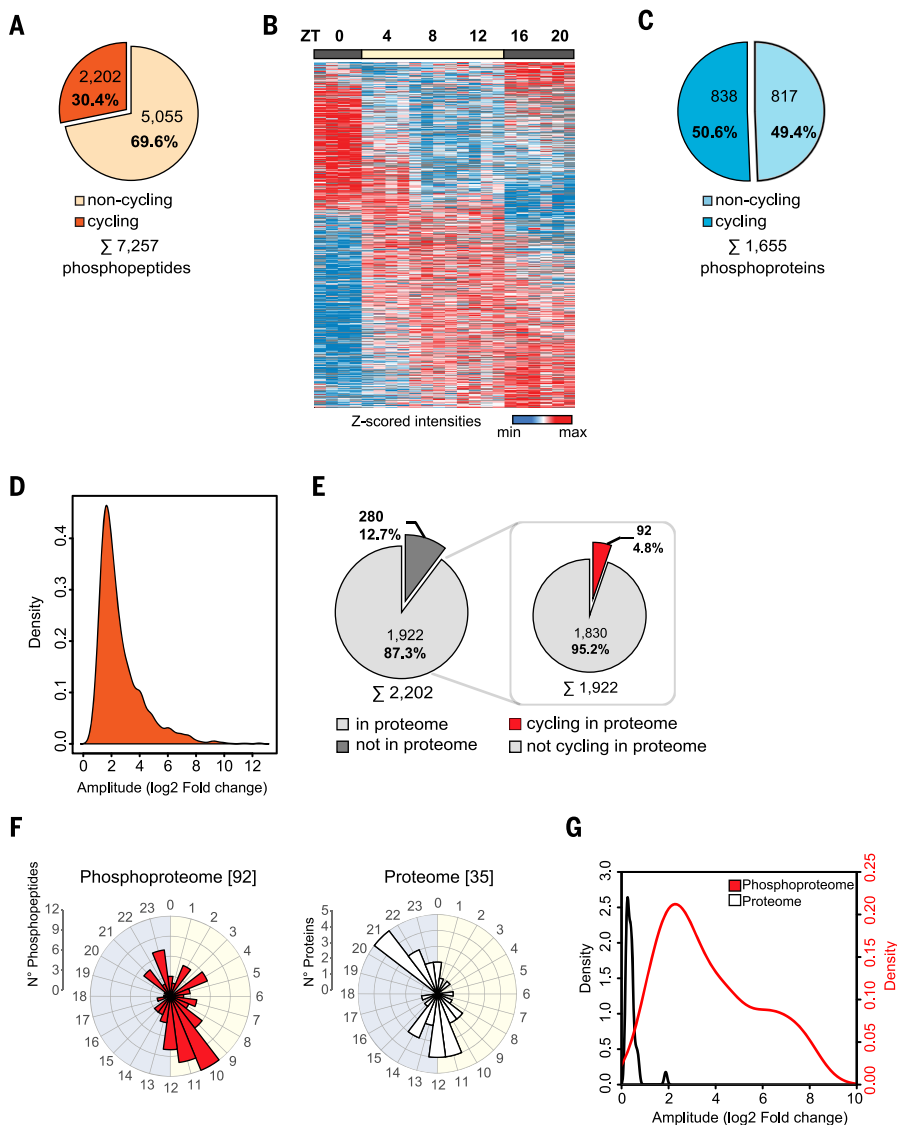 A
2,202
30.4%
5,055
69.6%
non-cycling
cycling
∑ 7,257
phosphopeptides
B
ZT 0 4 8 12 16 20
Z-scored intensities
min max
C
838
50.6%
817
49.4%
non-cycling
cycling
∑ 1,655
phosphoproteins
D
Density
0.4
0.3
0.2
0.1
0.0
0 2 4 6 8 10 12
Amplitude (log2 Fold change)
E
280
12.7%
1,922
87.3%
∑ 2,202
92
4.8%
1,830
95.2%
∑ 1,922
in proteome
not in proteome
cycling in proteome
not cycling in proteome
F
Phosphoproteome [92]
N° Phosphopeptides
12
9
6
3
0
0
1
2
3
4
5
6
7
8
9
10
11
12
13
14
15
16
17
18
19
20
21
22
23
Proteome [35]
N° Proteins
5
4
3
2
1
0
0
1
2
3
4
5
6
7
8
9
10
11
12
13
14
15
16
17
18
19
20
21
22
23
G
Phosphoproteome
Proteome
Density
3.0
2.5
2.0
1.5
1.0
0.5
0.0
0.25
0.20
0.15
0.10
0.05
0.00
Density
0 2 4 6 8 10
Amplitude (log2 Fold change)